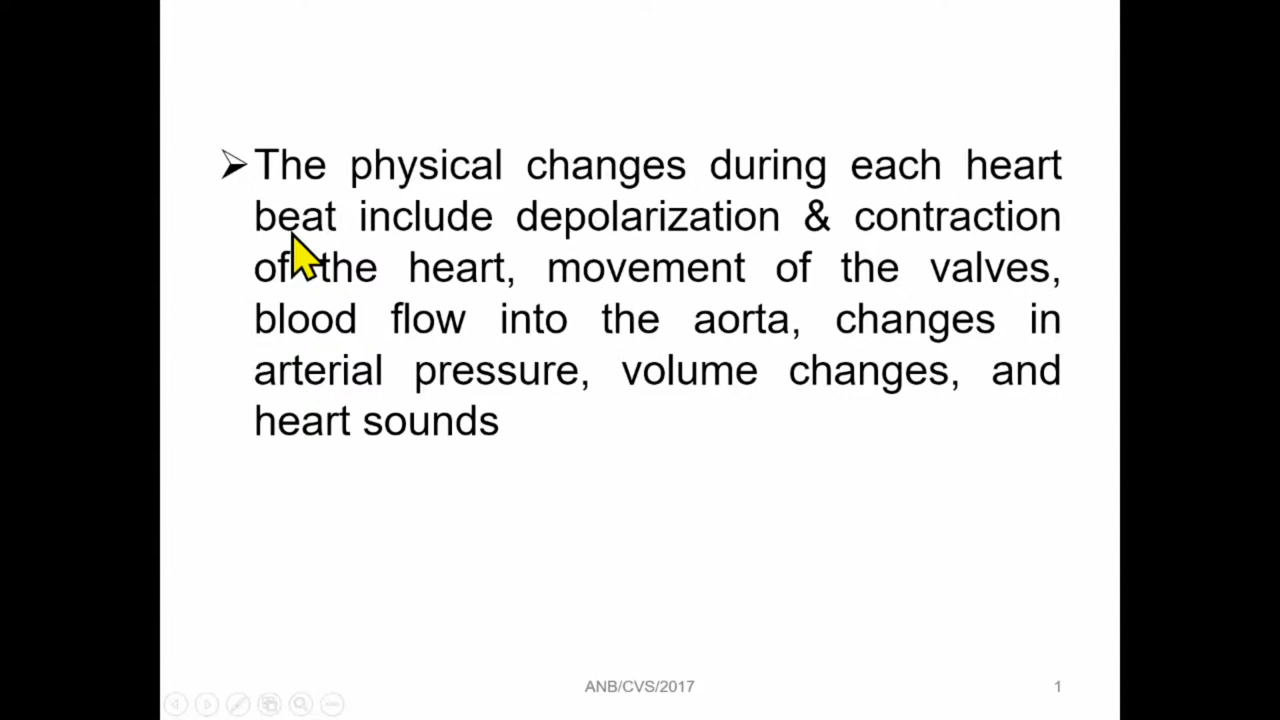 The physical changes during each heart
beat include depolarization & contraction
of the heart, movement of the valves,
blood flow into the aorta, changes in
arterial pressure, volume changes, and
heart sounds
ANB/CVS/2017
1